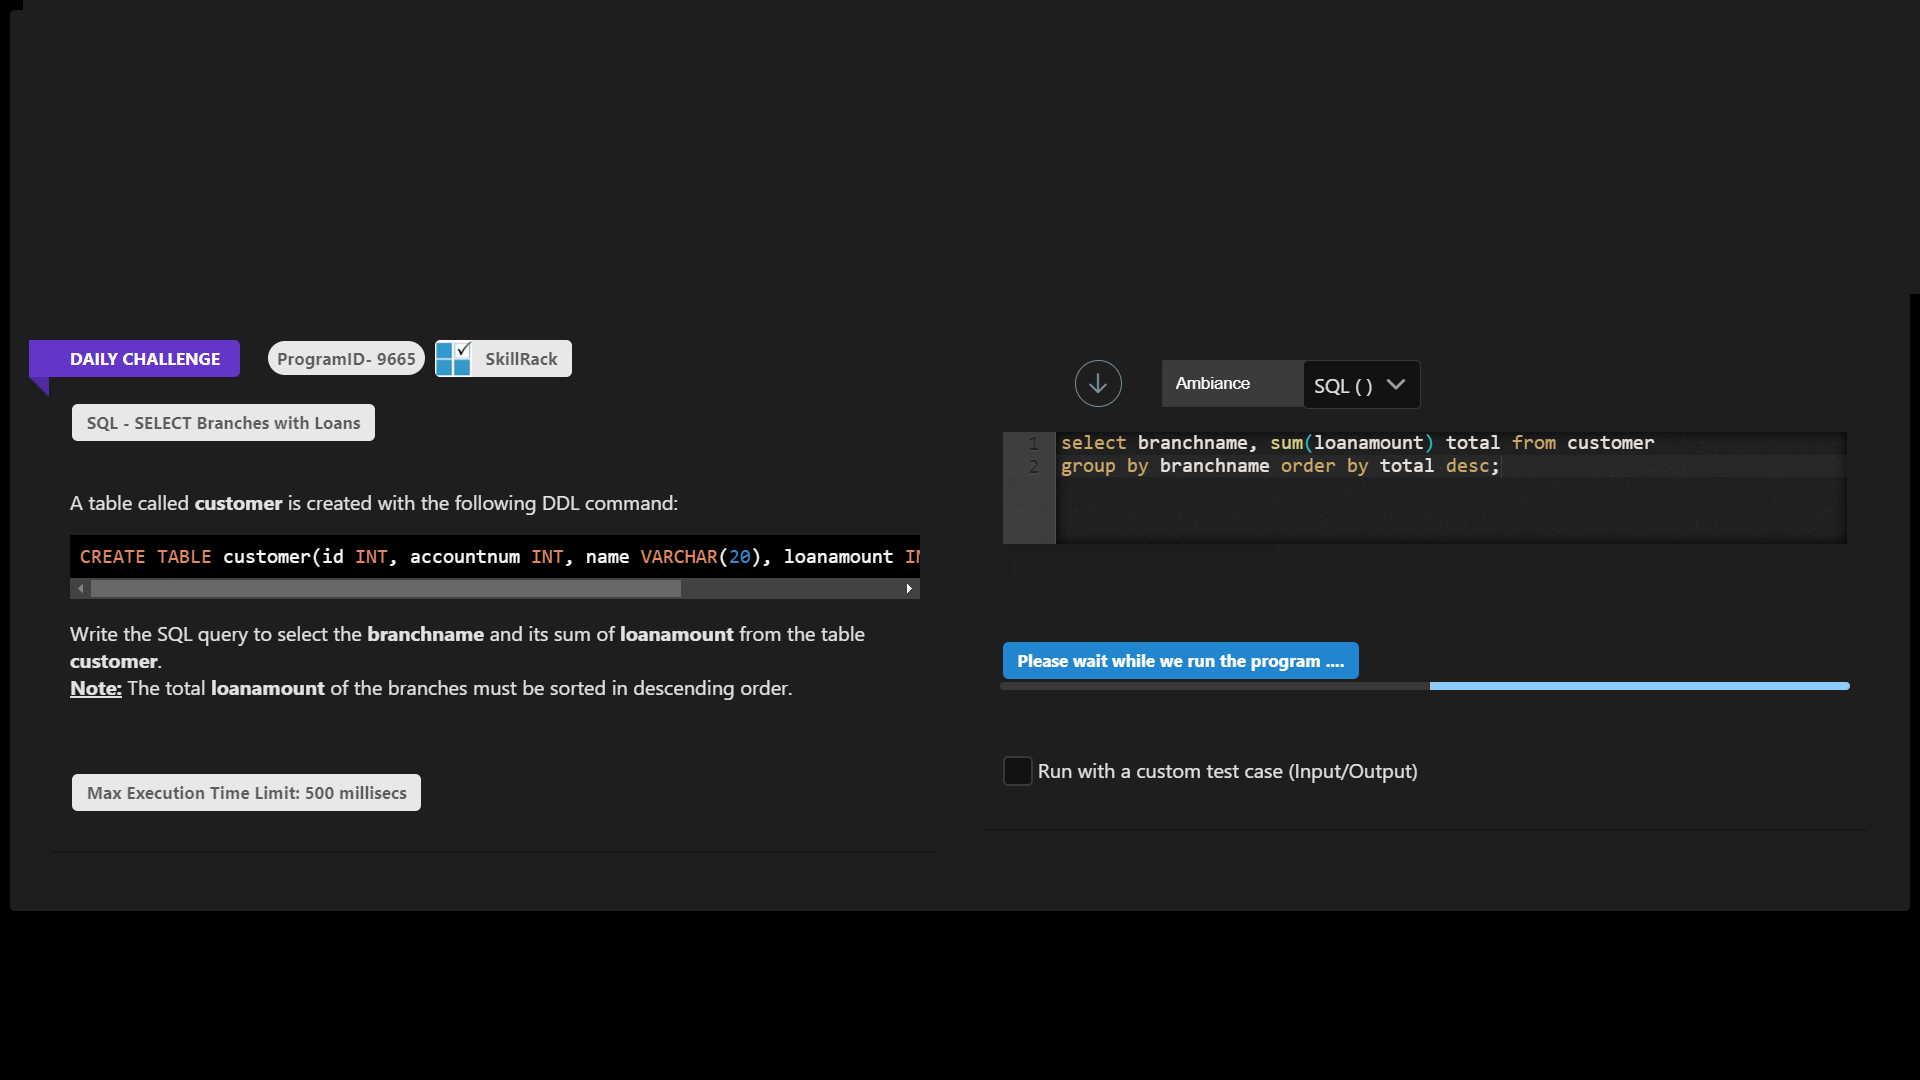 DAILY CHALLENGE
ProgramID- 9665
SkillRack
SQL - SELECT Branches with Loans
A table called customer is created with the following DDL command:
CREATE TABLE customer(id INT, accountnum INT, name VARCHAR(20), loanamount
Write the SQL query to select the branchname and its sum of loanamount from the table
customer.
Note: The total loanamount of the branches must be sorted in descending order.
Max Execution Time Limit: 500 millisecs
Ambiance
SQL ( )
1 select branchname, sum(loanamount) total from customer
2 group by branchname order by total desc;
Please wait while we run the program ....
Run with a custom test case (Input/Output)